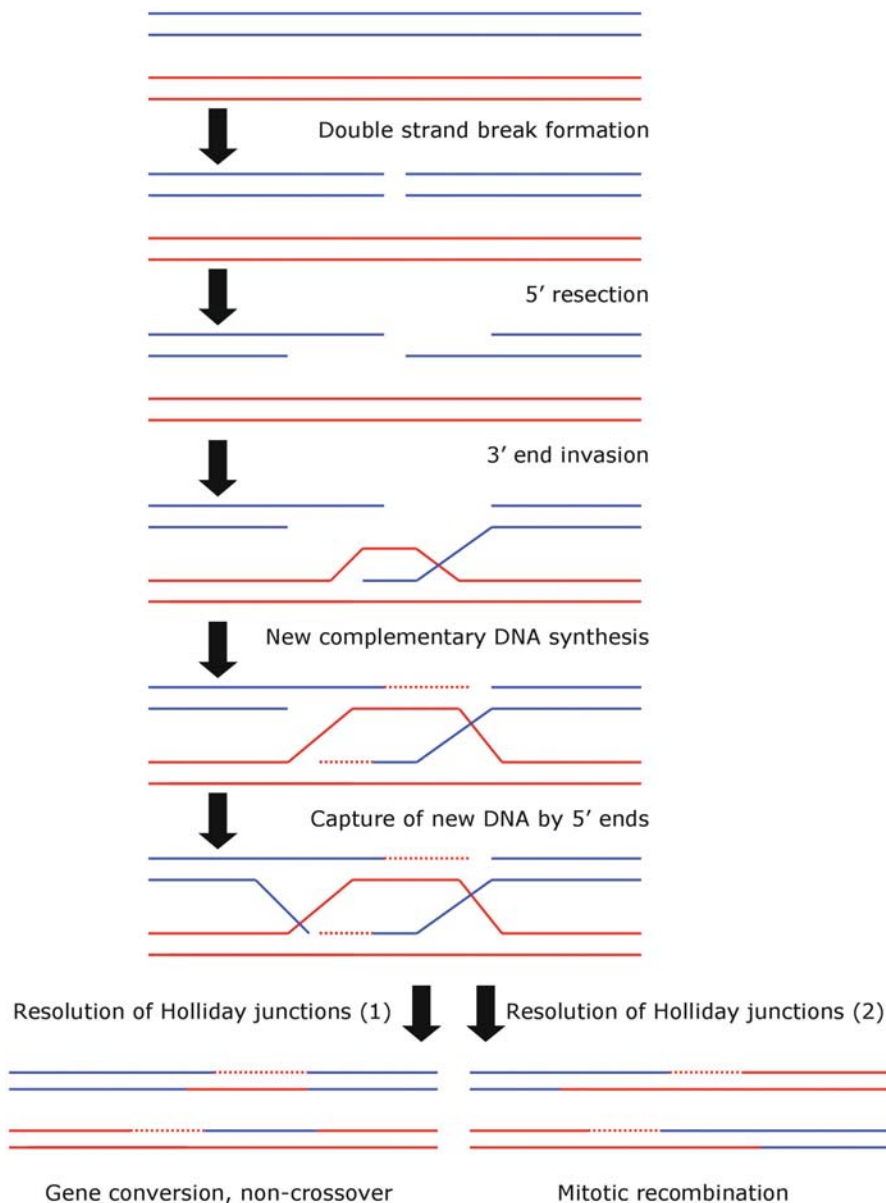 Double strand break formation
5′ resection
3′ end invasion
New complementary DNA synthesis
Capture of new DNA by 5′ ends
Resolution of Holliday junctions (1)
Resolution of Holliday junctions (2)
Gene conversion, non-crossover
Mitotic recombination